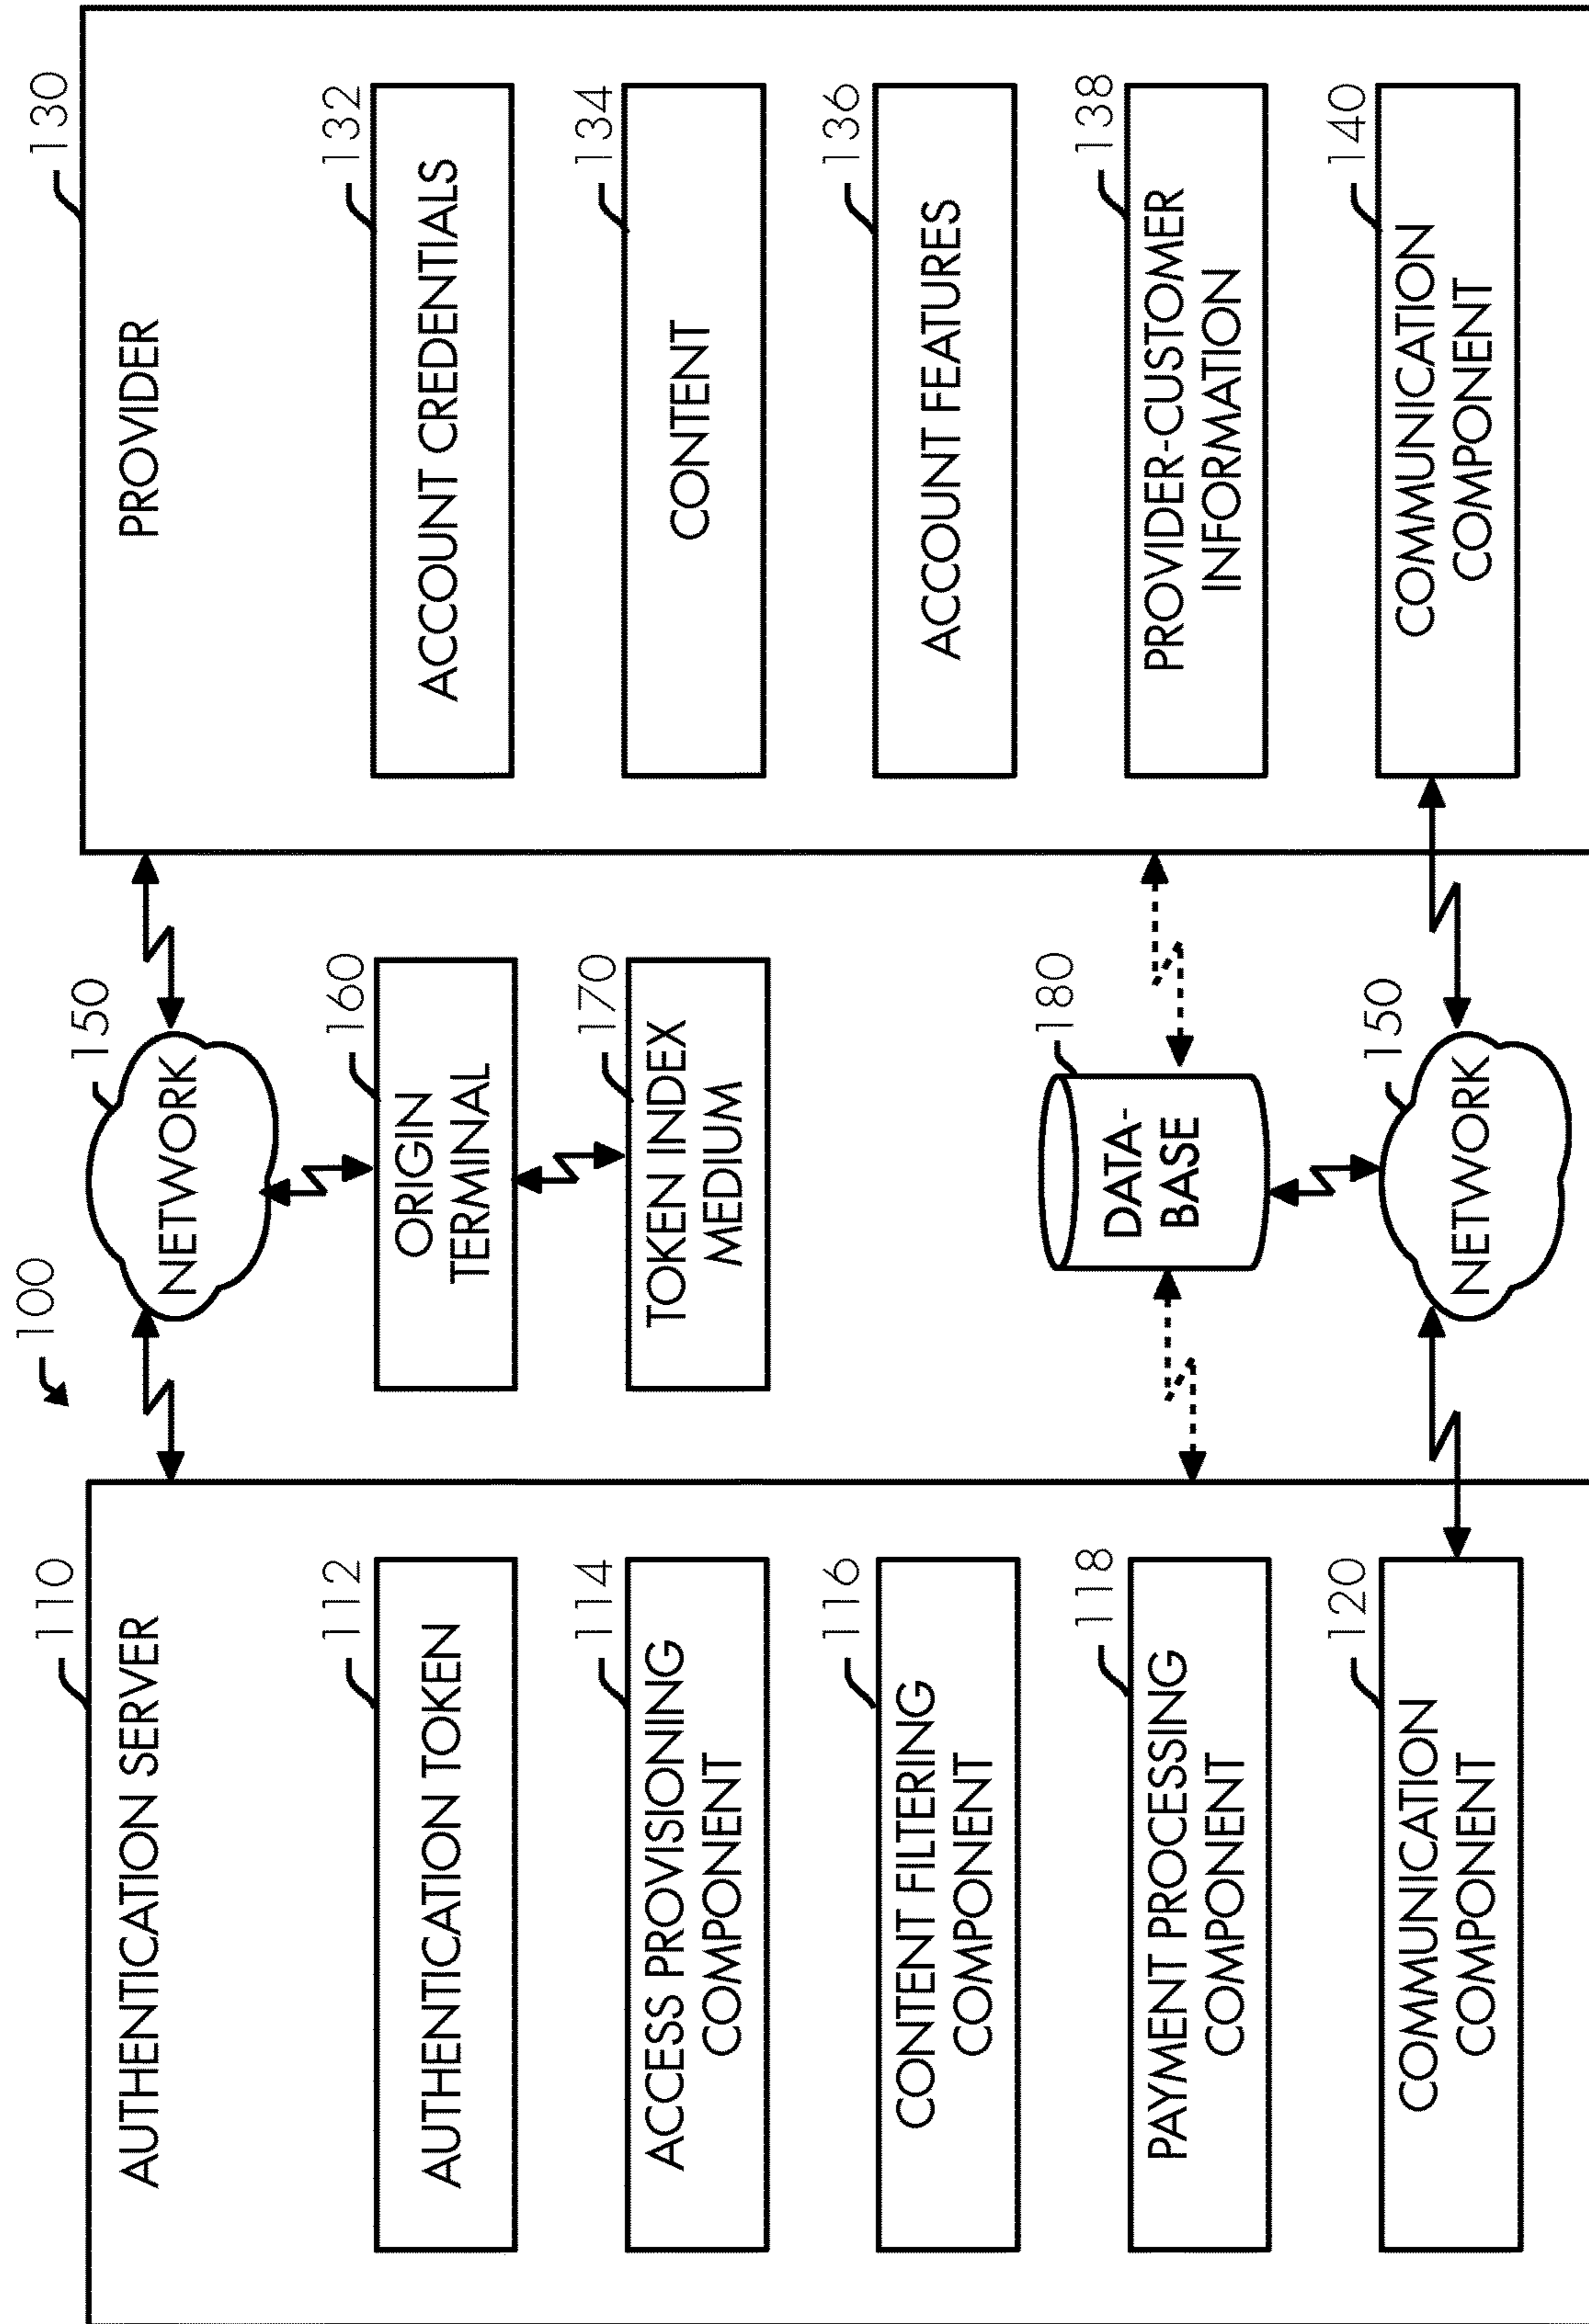 100
110
AUTHENTICATION SERVER
112
AUTHENTICATION TOKEN
114
ACCESS PROVISIONING
COMPONENT
116
CONTENT FILTERING
COMPONENT
118
PAYMENT PROCESSING
COMPONENT
120
COMMUNICATION
COMPONENT
150
NETWORK
160
ORIGIN
TERMINAL
170
TOKEN INDEX
MEDIUM
180
DATA-
BASE
150
NETWORK
130
PROVIDER
132
ACCOUNT CREDENTIALS
134
CONTENT
136
ACCOUNT FEATURES
138
PROVIDER-CUSTOMER
INFORMATION
140
COMMUNICATION
COMPONENT